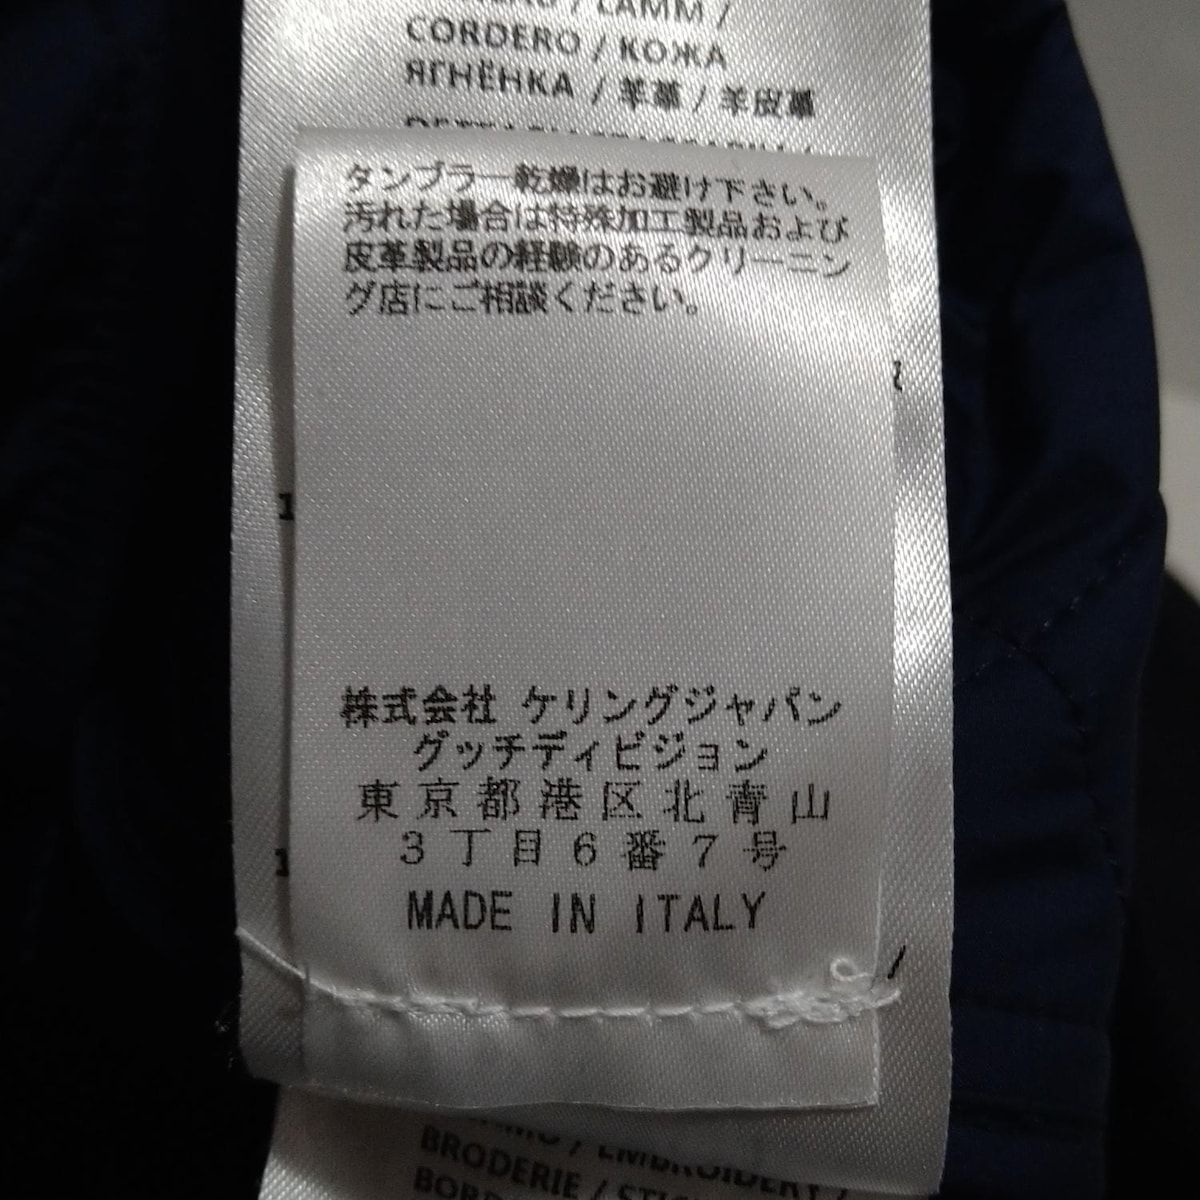 / LAMM /
CORDERO / КОЖА
ЯГНЁНКА / 羊革 / 羊皮革
タンブラー乾燥はお避け下さい。
汚れた場合は特殊加工製品および
皮革製品の経験のあるクリーニン
グ店にご相談ください。
株式会社 ケリングジャパン
グッチディビジョン
東京都港区北青山
3丁目6番7号
MADE IN ITALY
/ EMBROIDERY /
BRODERIE /